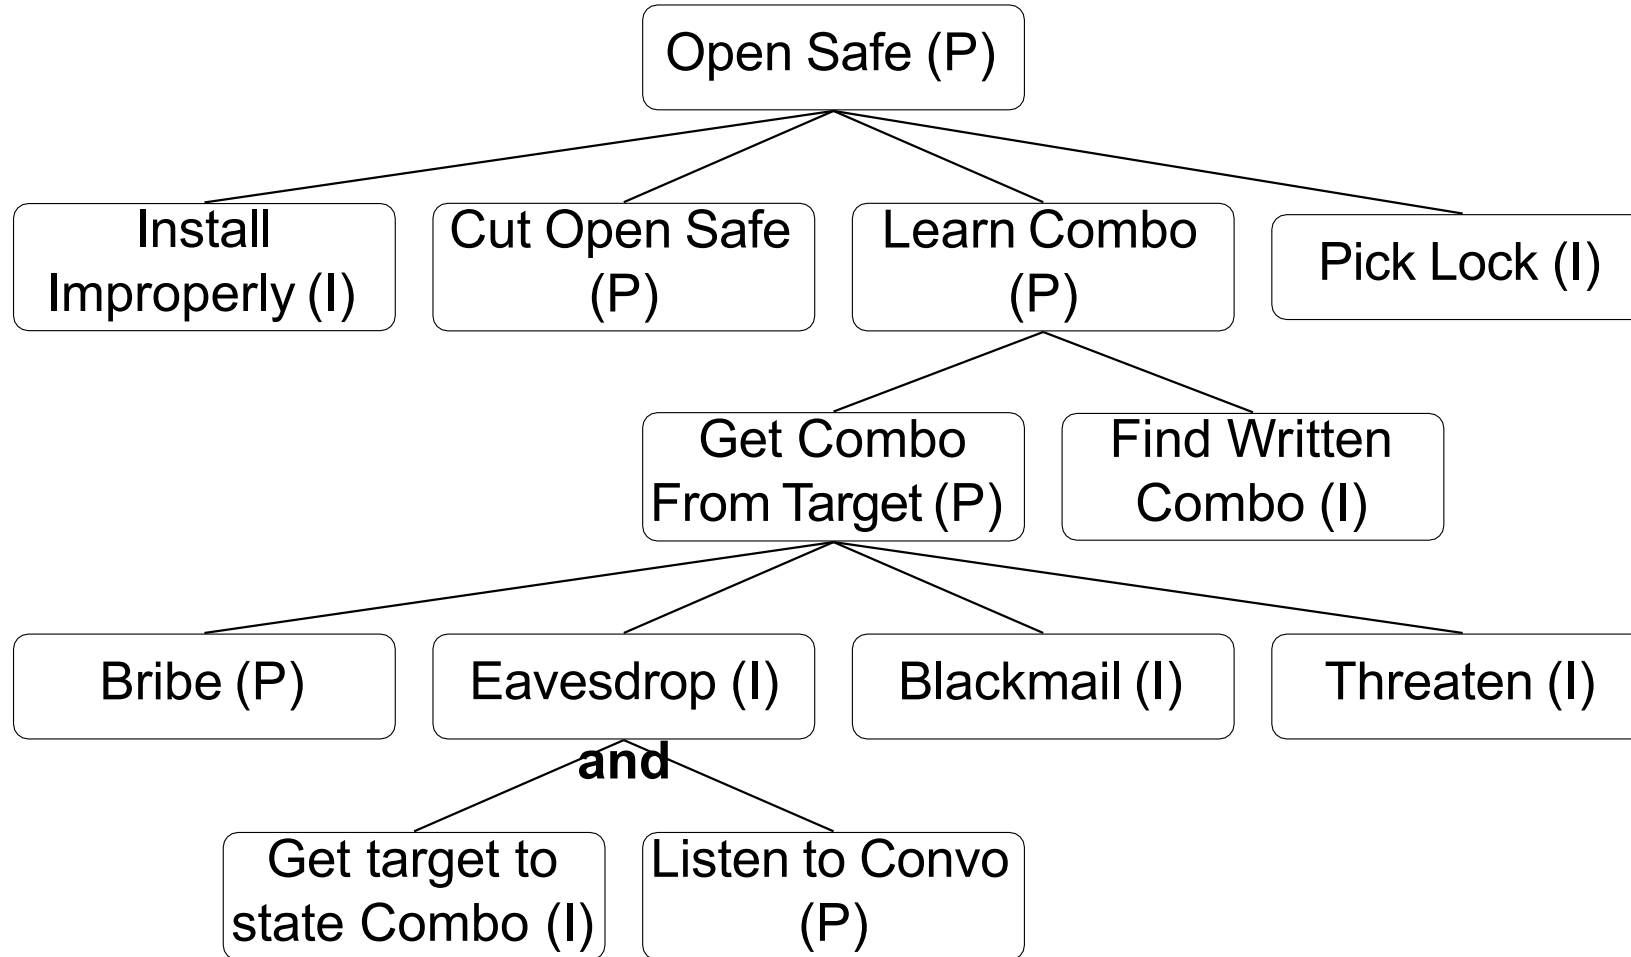 Open Safe (P)
Install
Improperly (I)
Cut Open Safe
(P)
Learn Combo
(P)
Pick Lock (I)
Get Combo
From Target (P)
Find Written
Combo (I)
Bribe (P)
Eavesdrop (I)
Blackmail (I)
Threaten (I)
and
Get target to
state Combo (I)
Listen to Convo
(P)